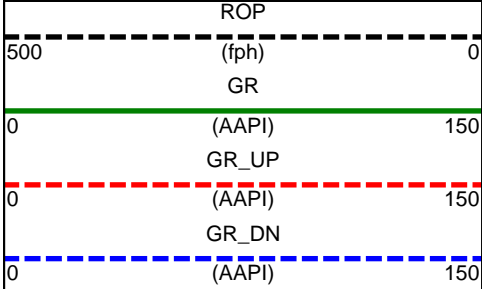 ROP
500 (fph) 0
GR
0 (AAPI) 150
GR_UP
0 (AAPI) 150
GR_DN
0 (AAPI) 150